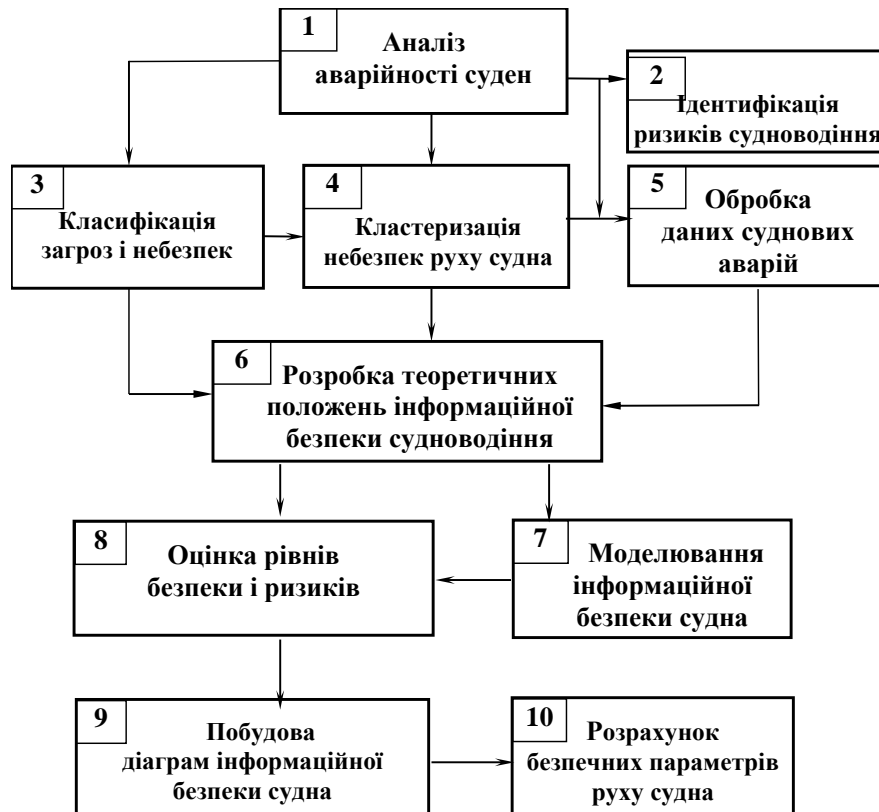 1
Аналіз
аварійності суден
2
Ідентифікація
ризиків судноводіння
3
Класифікація
загроз і небезпек
4
Кластеризація
небезпек руху судна
5
Обробка
даних суднових
аварій
6
Розробка теоретичних
положень інформаційної
безпеки судноводіння
8
Оцінка рівнів
безпеки і ризиків
7
Моделювання
інформаційної
безпеки судна
9
Побудова
діаграм інформаційної
безпеки судна
10
Розрахунок
безпечних параметрів
руху судна